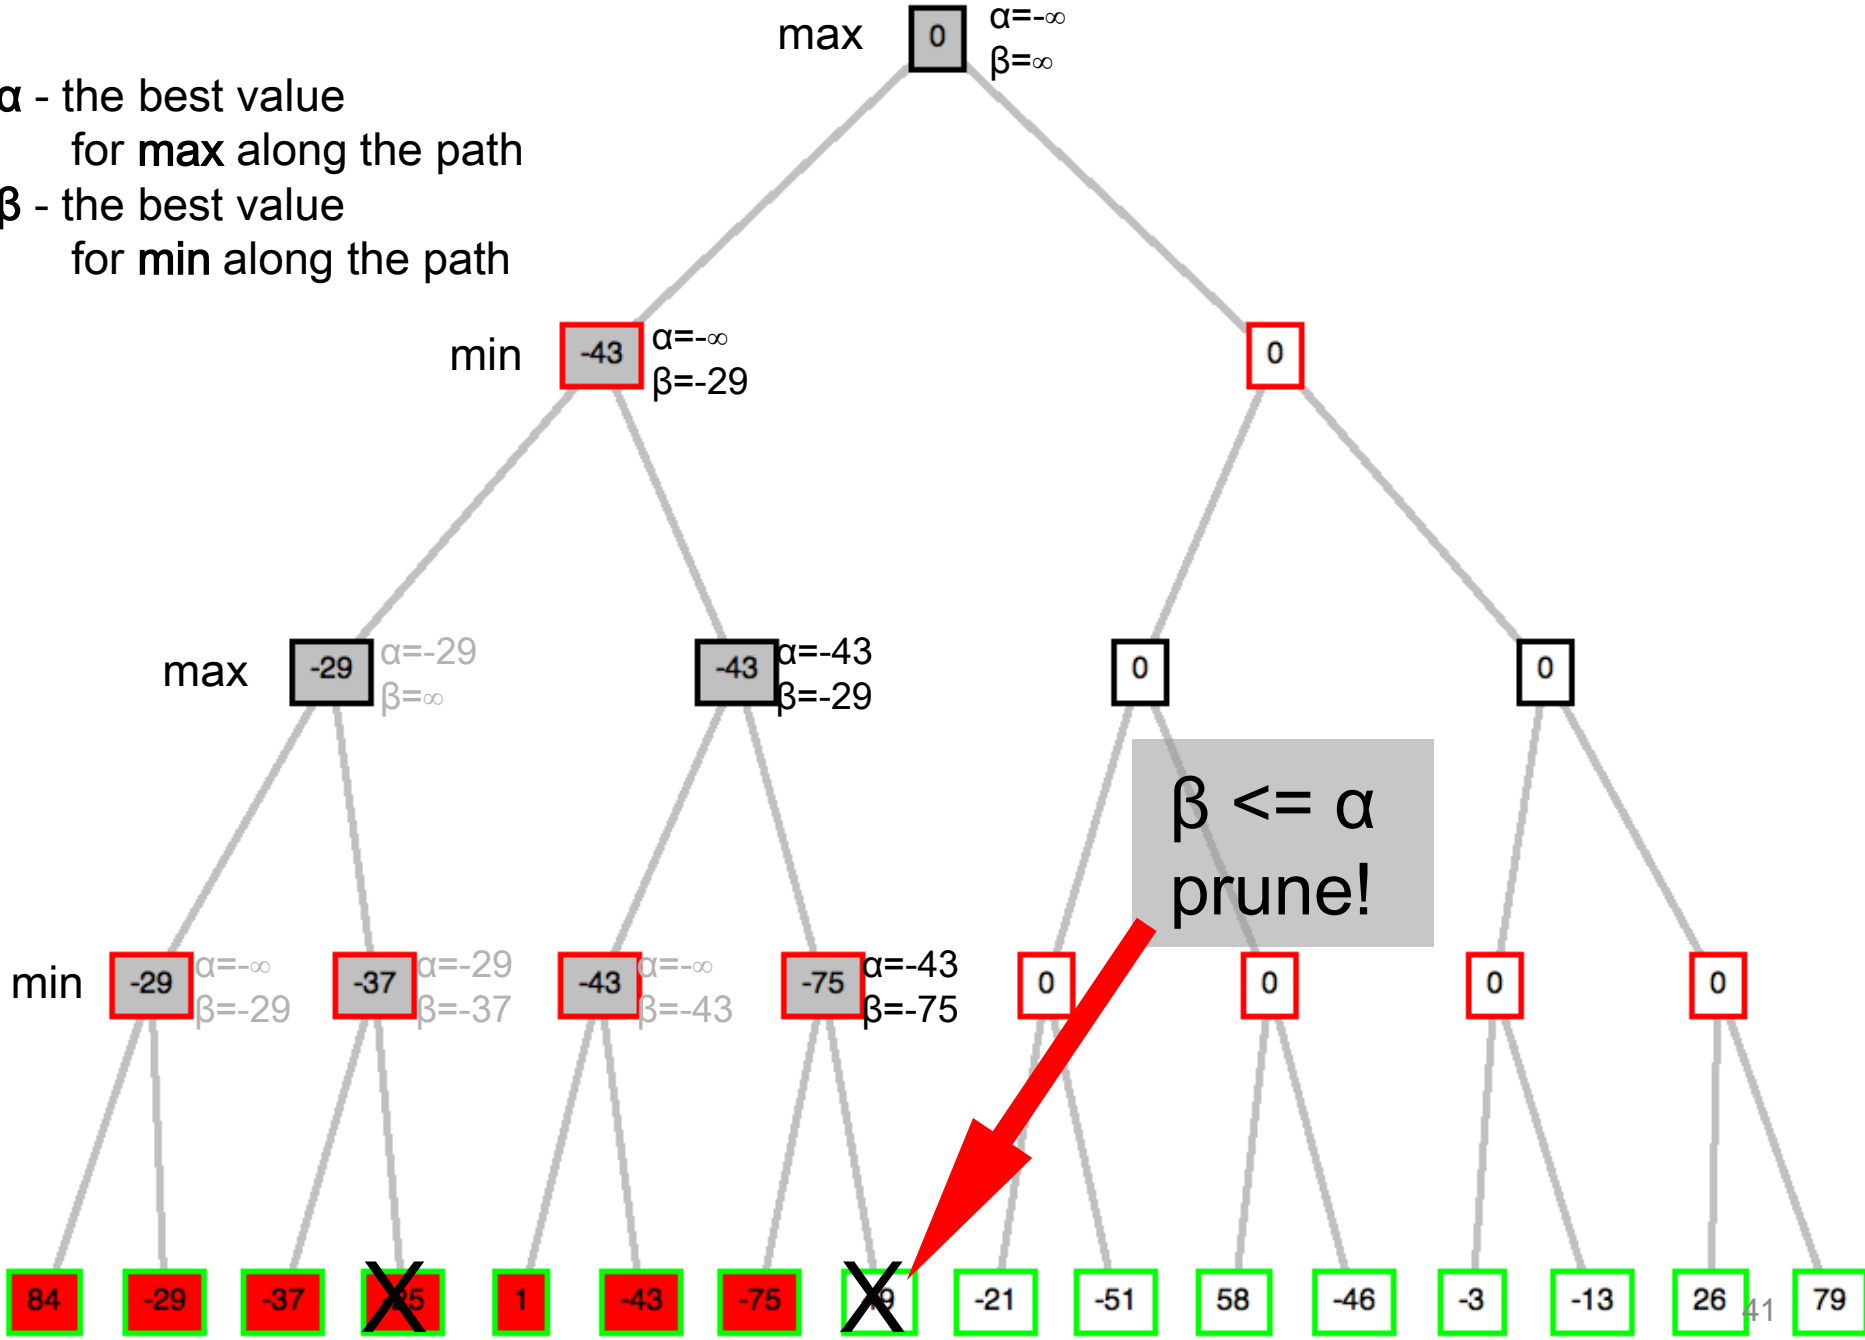 max 0 α=-∞
β=∞
α - the best value
for max along the path
β - the best value
for min along the path
min -43 α=-∞ 0
β=-29
max -29 α=-29 -43 α=-43 0 0
β=∞ β=-29
β <= α
prune!
min -29 α=-∞ -37 α=-29 -43 α=-∞ -75 α=-43 0 0 0 0
β=-29 β=-37 β=-43 β=-75
84 -29 -37 X 1 -43 -75 X -21 -51 58 -46 -3 -13 26 41 79